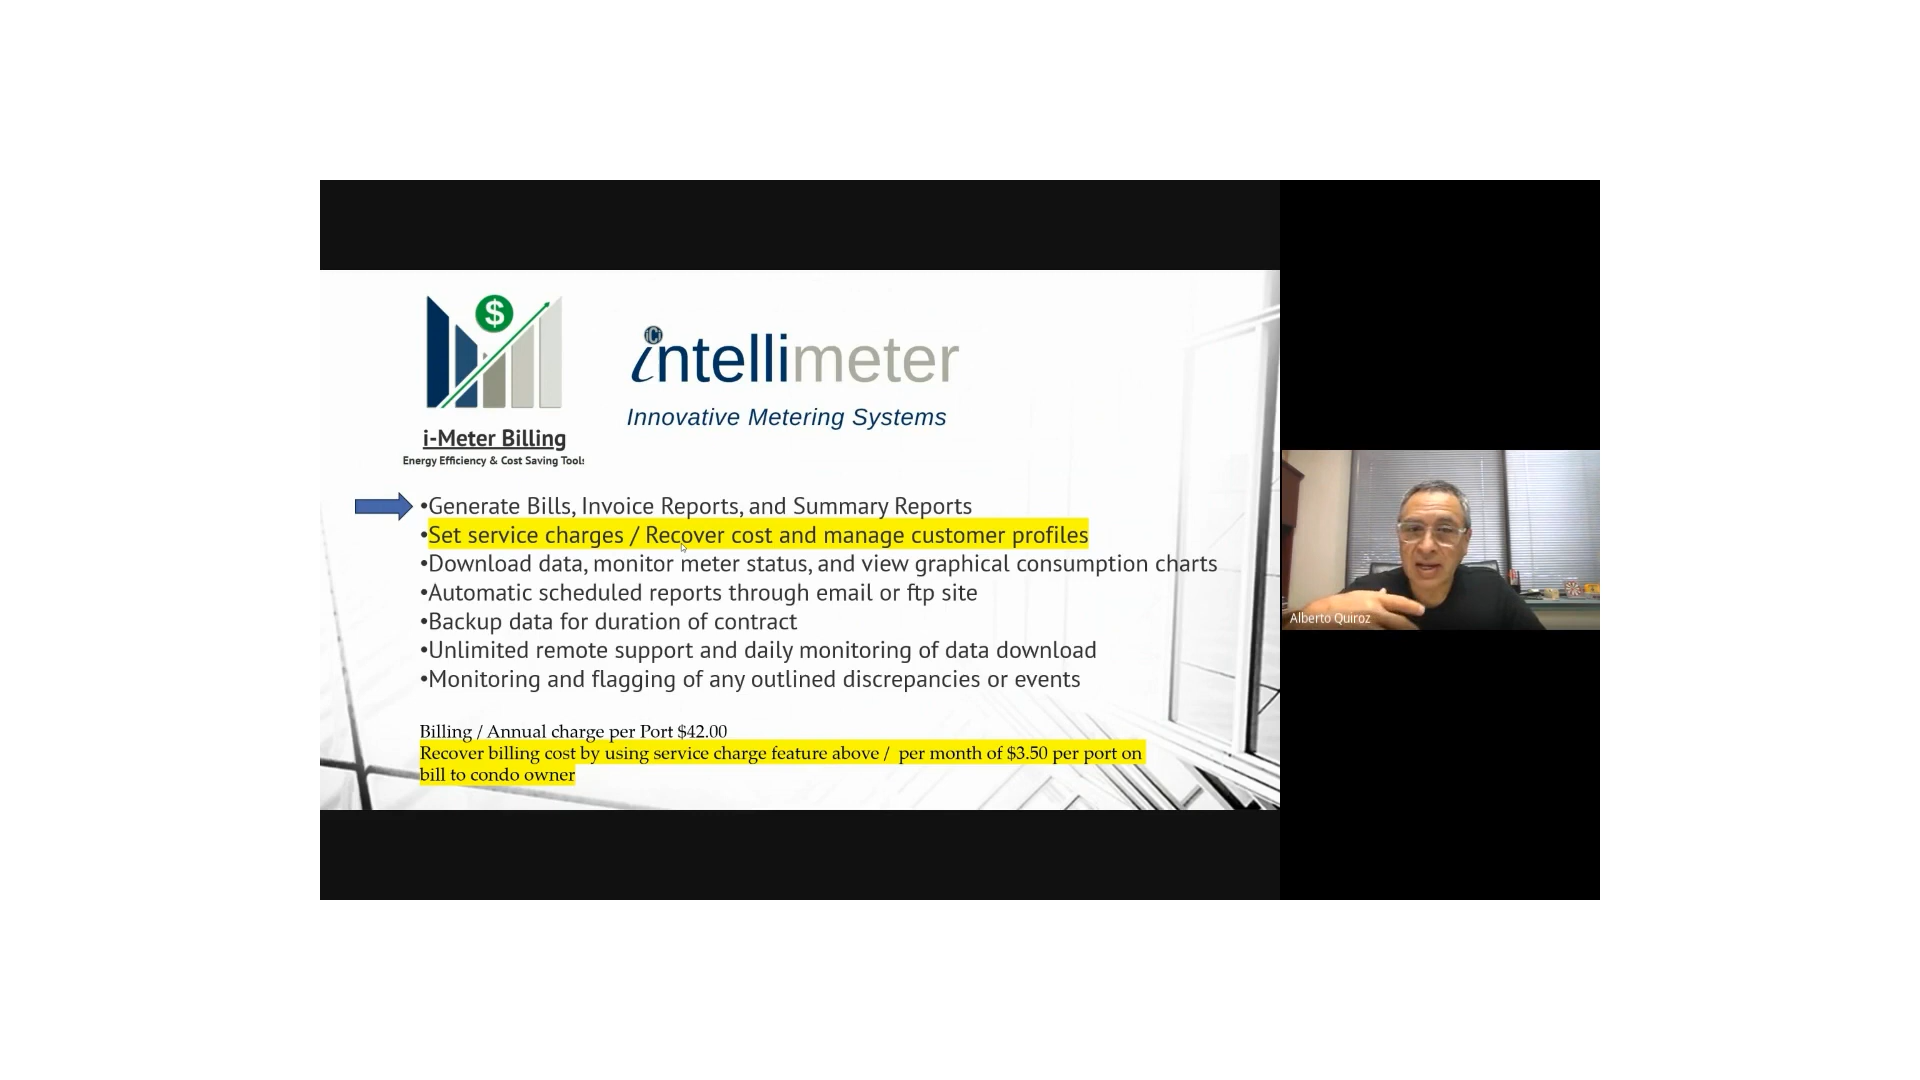 $
iCi
intellimeter
Innovative Metering Systems
i-Meter Billing
Energy Efficiency & Cost Saving Tools
•Generate Bills, Invoice Reports, and Summary Reports
•Set service charges / Recover cost and manage customer profiles
•Download data, monitor meter status, and view graphical consumption charts
•Automatic scheduled reports through email or ftp site
•Backup data for duration of contract
•Unlimited remote support and daily monitoring of data download
•Monitoring and flagging of any outlined discrepancies or events
Billing / Annual charge per Port $42.00
Recover billing cost by using service charge feature above /  per month of $3.50 per port on
bill to condo owner
Alberto Quiroz